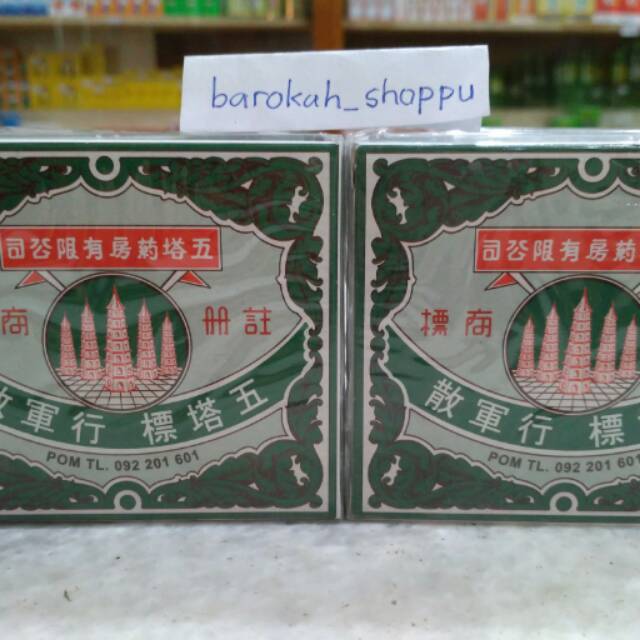 barokah_shoppu
五塔葯房有限公司
註冊商
五塔標行軍散
POM TL. 092 201 601
葯房有限公司
商標
標行軍散
POM TL. 092 201 601